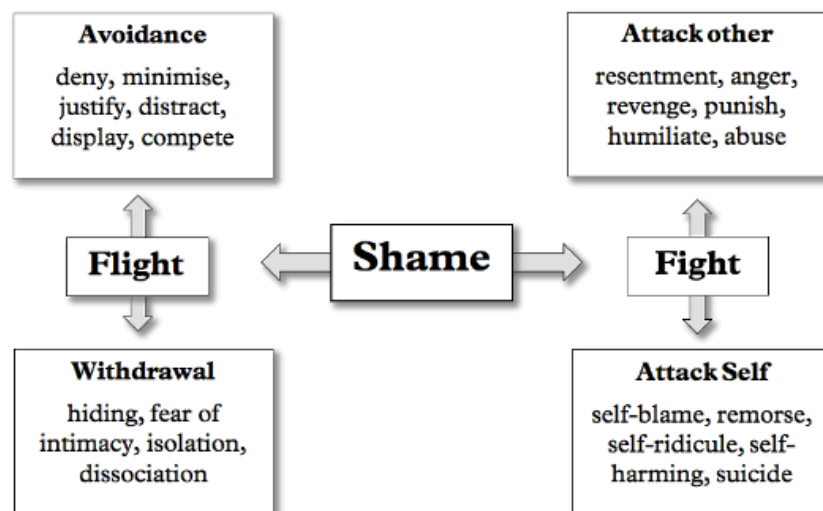 Avoidance
deny, minimise,
justify, distract,
display, compete
Attack other
resentment, anger,
revenge, punish,
humiliate, abuse
Flight
Shame
Fight
Withdrawal
hiding, fear of
intimacy, isolation,
dissociation
Attack Self
self-blame, remorse,
self-ridicule, self-
harming, suicide